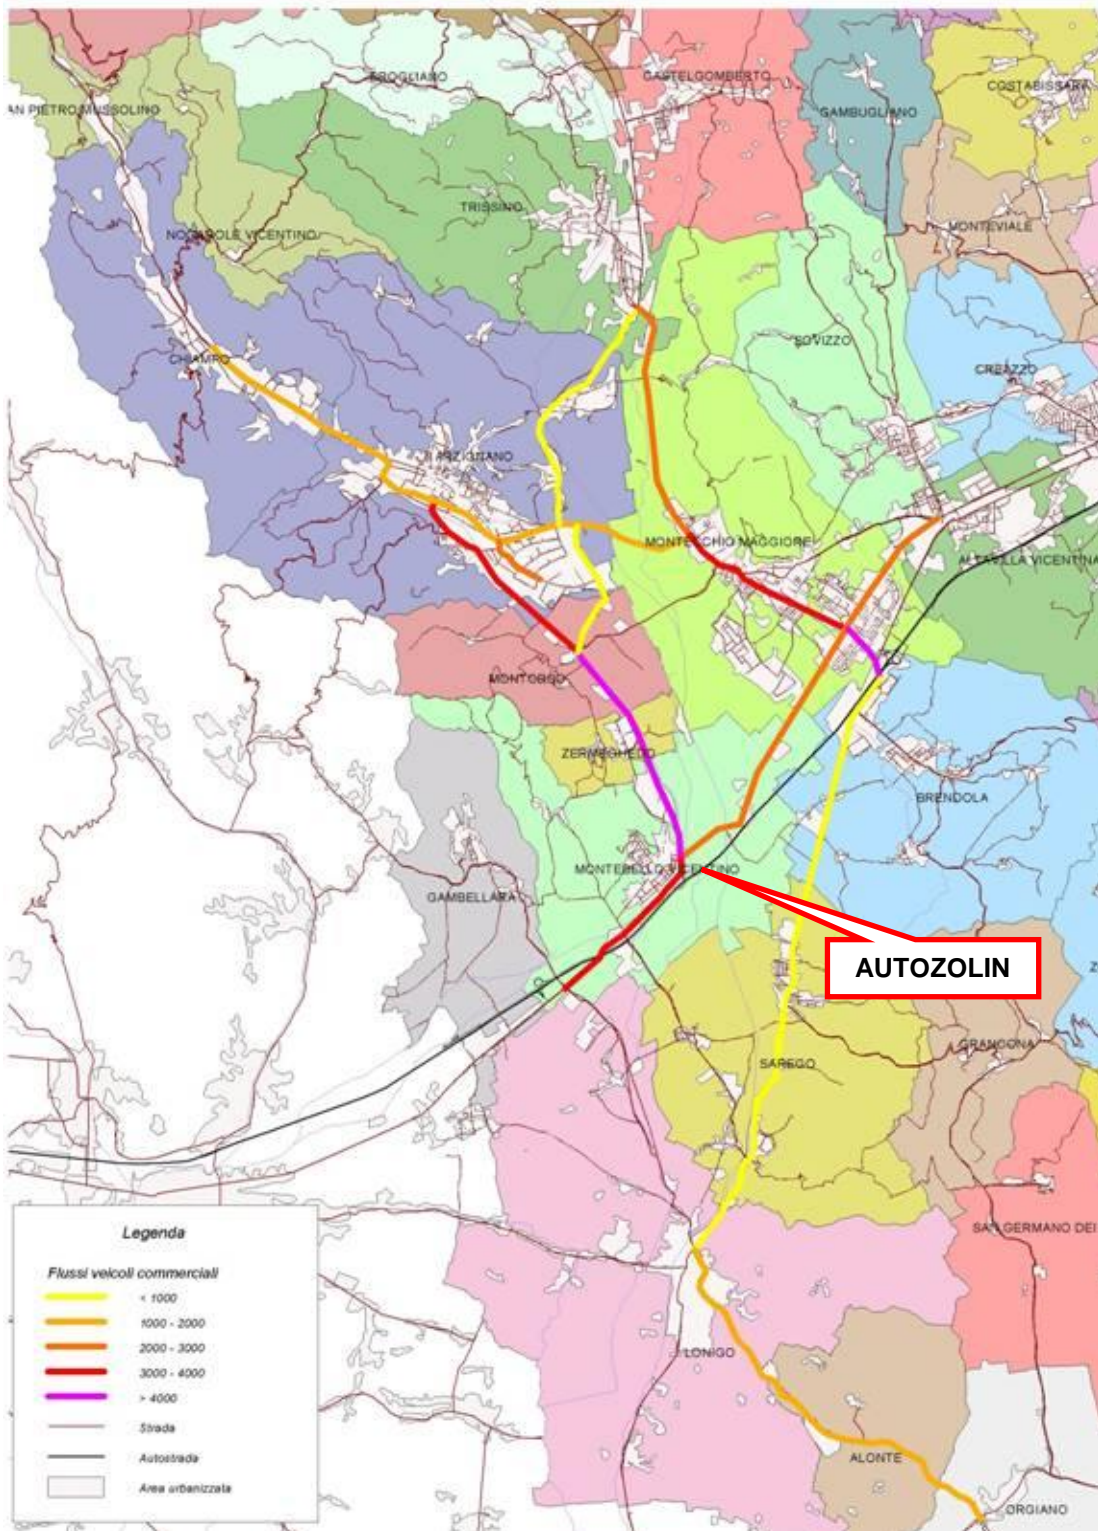 BROGLIANO
CASTELGOMBERTO
COSTABISSARA
AN PIETRO MUSSOLINO
GAMBUGLIANO
TRISSINO
NOGAROLE VICENTINO
MONTEVIALE
SOVIZZO
CHIAMPO
CREAZZO
ARZIGNANO
MONTECCHIO MAGGIORE
ALTAVILLA VICENTINA
MONTORSO
ZERMEGHEDO
BRENDOLA
MONTEBELLO VICENTINO
GAMBELLARA
AUTOZOLIN
Z
GRANCONA
SAREGO
SAN GERMANO DEI
Legenda
Flussi veicoli commerciali
< 1000
1000 - 2000
2000 - 3000
3000 - 4000
> 4000
Strada
Autostrada
Area urbanizzata
LONIGO
ALONTE
ORGIANO